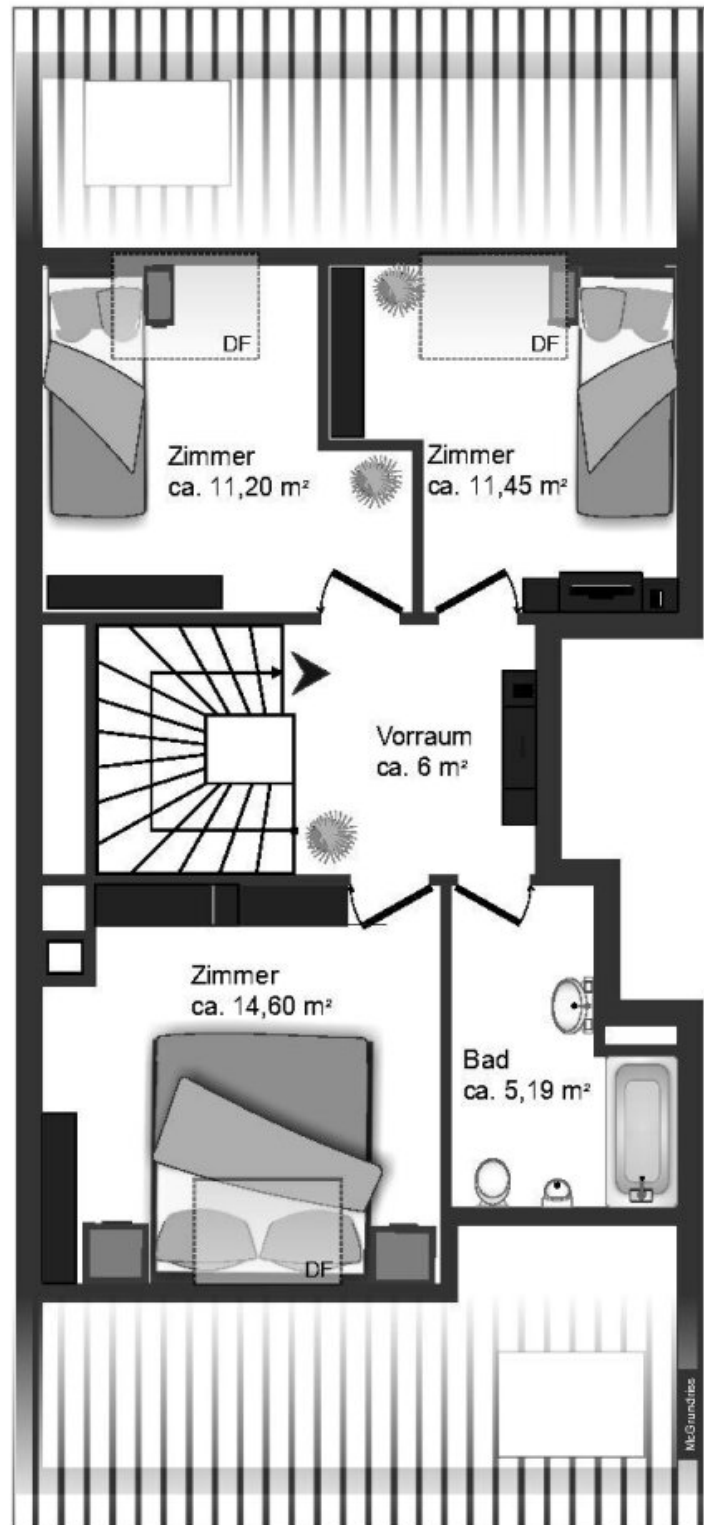 DF
DF
Zimmer
ca. 11,20 m²
Zimmer
ca. 11,45 m²
Vorraum
ca. 6 m²
Zimmer
ca. 14,60 m²
Bad
ca. 5,19 m²
DF
McGrundriss